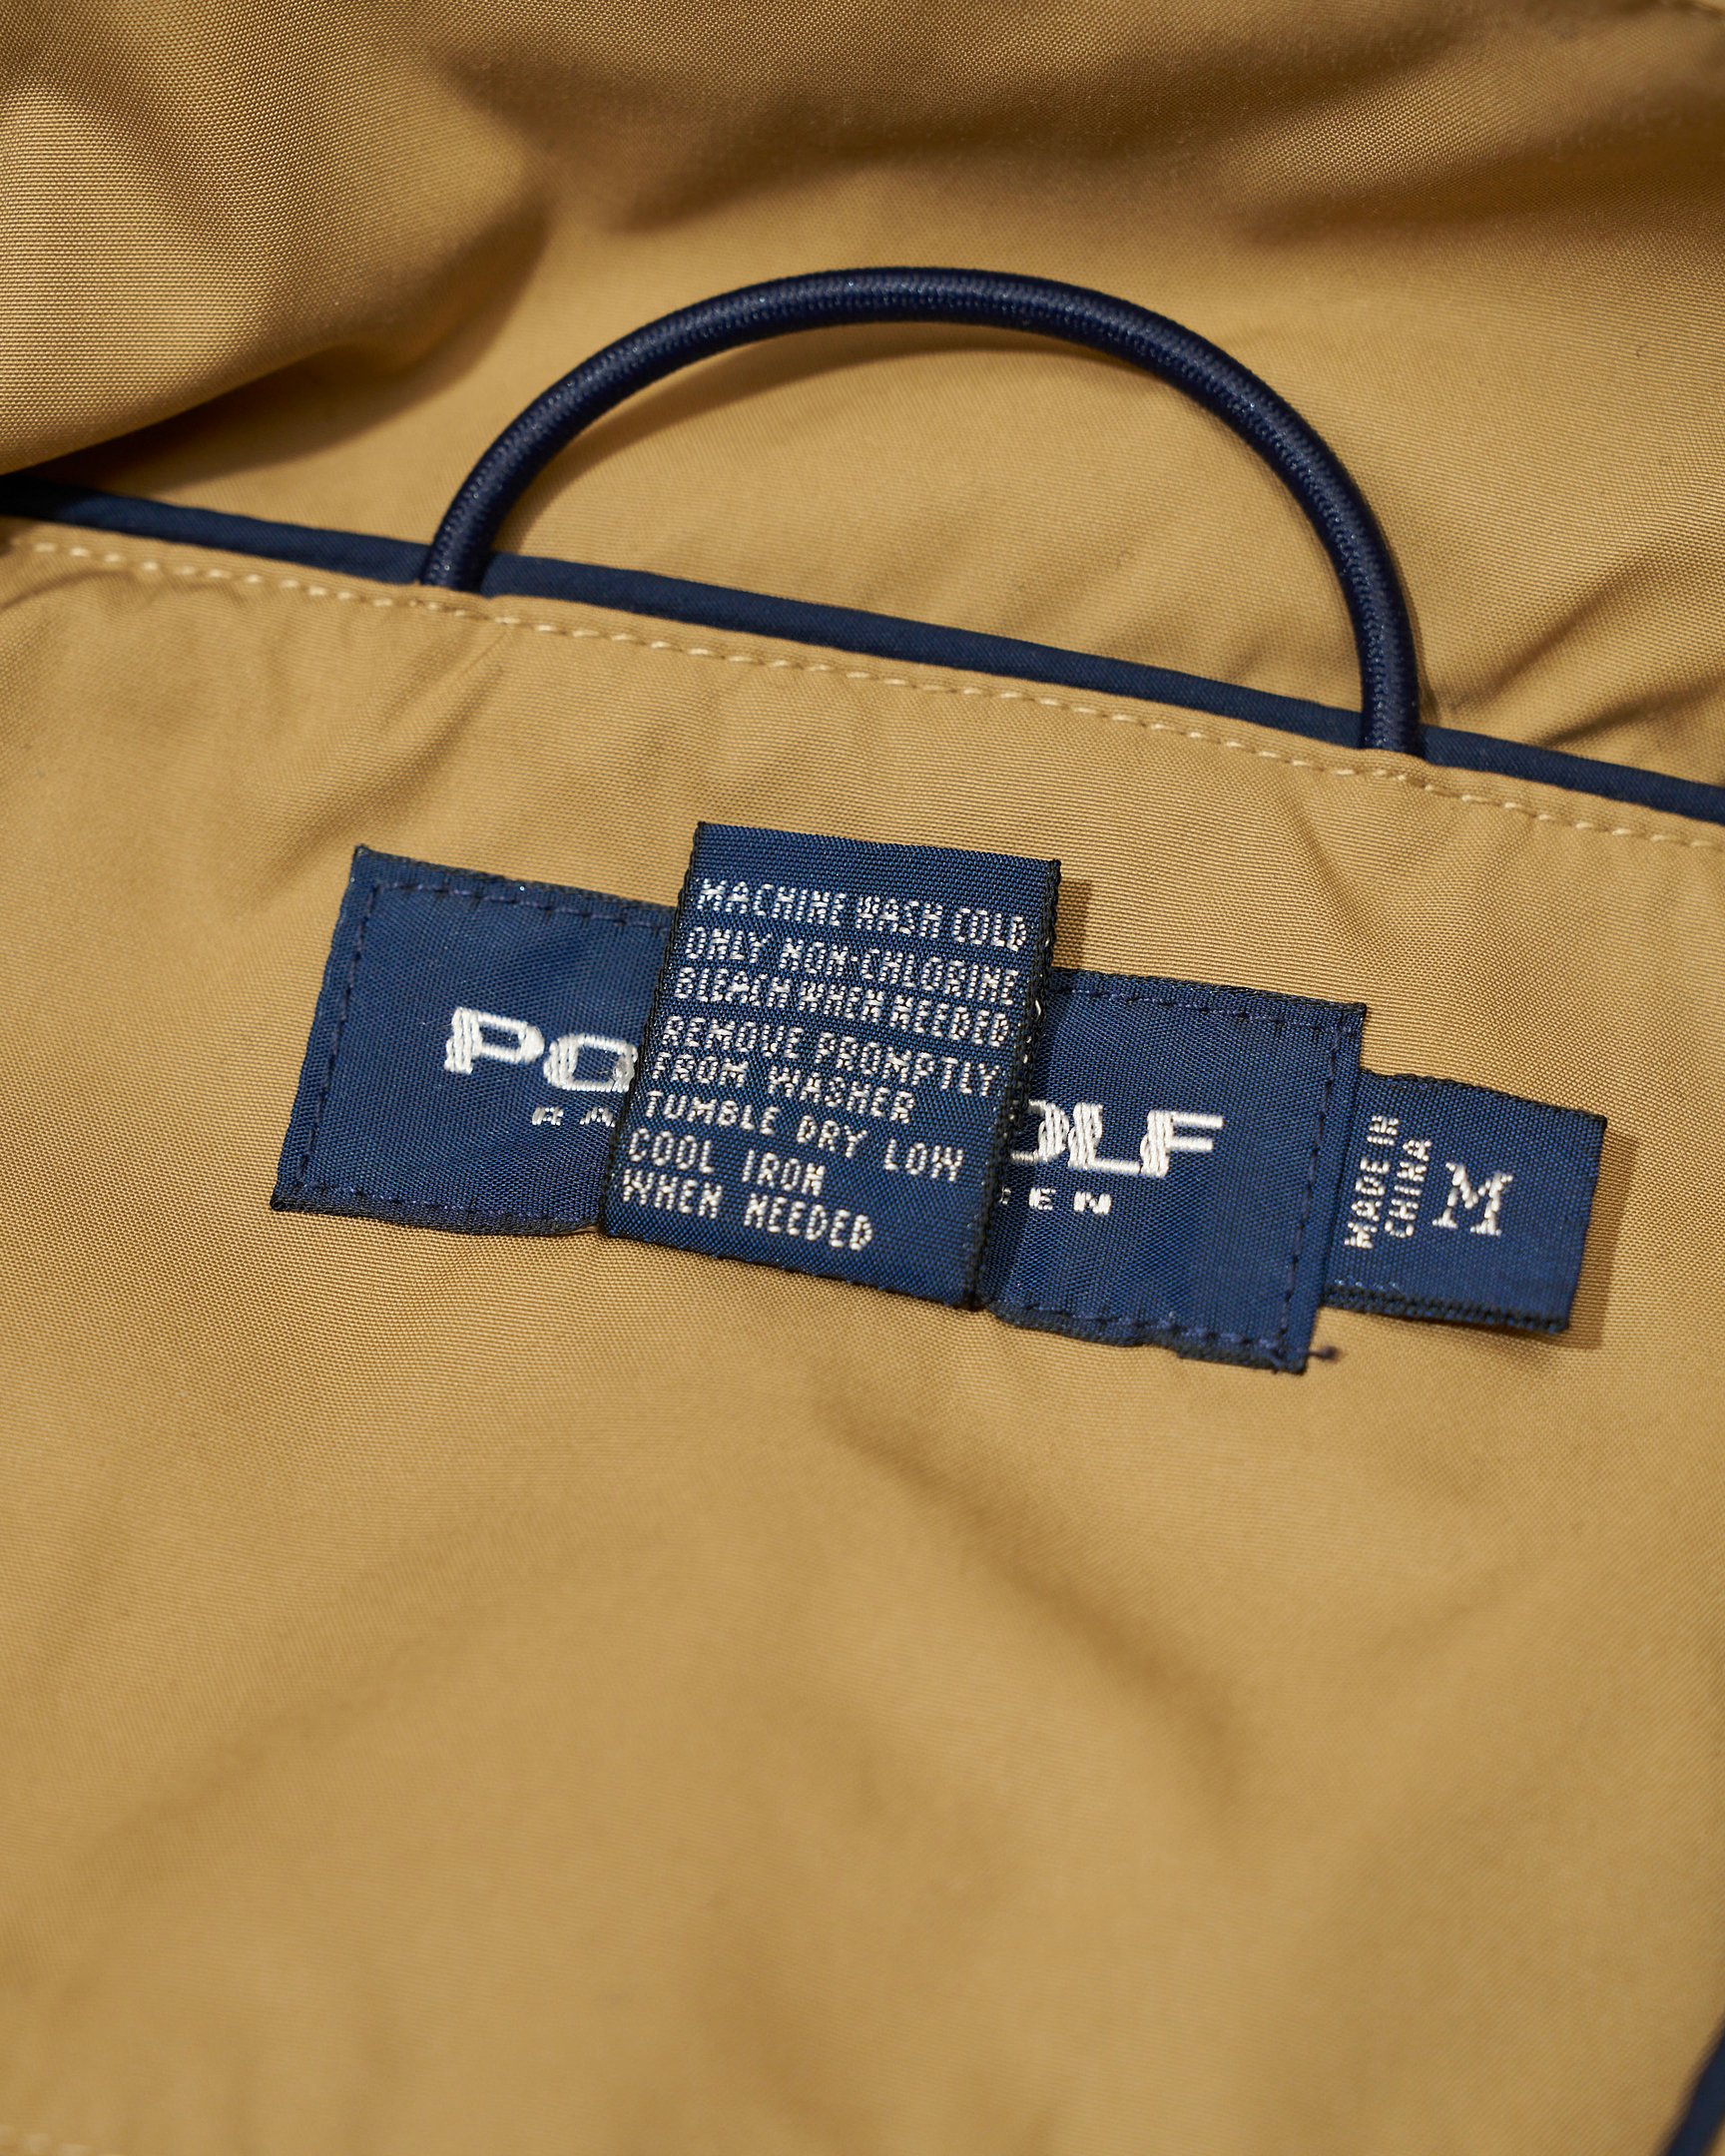 MACHINE WASH COLD
ONLY NON-CHLORINE
BLEACH WHEN NEEDED
REMOVE PROMPTLY
FROM WASHER
TUMBLE DRY LOW
COOL IRON
WHEN NEEDED
MADE IN
CHINA
M